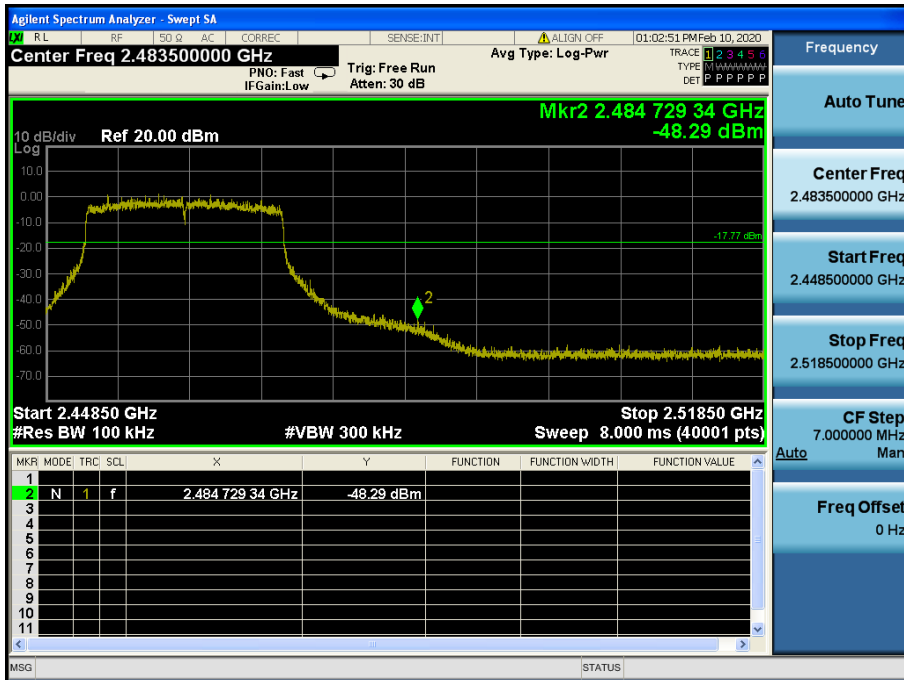 Agilent Spectrum Analyzer - Swept SA
LXI RL RF 50 Ω AC CORREC SENSE:INT ALIGN OFF 01:02:51 PM Feb 10, 2020
Center Freq 2.483500000 GHz
PNO: Fast
IFGain:Low
Trig: Free Run
Atten: 30 dB
Avg Type: Log-Pwr
TRACE 1 2 3 4 5 6
TYPE M WWWWW
DET P P P P P P
Mkr2 2.484 729 34 GHz
-48.29 dBm
10 dB/div Ref 20.00 dBm
Log
10.0
0.00
-10.0
-17.77 dBm
-20.0
-30.0
-40.0
2
-50.0
-60.0
-70.0
Start 2.44850 GHz Stop 2.51850 GHz
#Res BW 100 kHz #VBW 300 kHz Sweep 8.000 ms (40001 pts)
MKR MODE TRC SCL X Y FUNCTION FUNCTION WIDTH FUNCTION VALUE
1
2 N 1 f 2.484 729 34 GHz -48.29 dBm
3
4
5
6
7
8
9
10
11
MSG STATUS
Frequency
Auto Tune
Center Freq
2.483500000 GHz
Start Freq
2.448500000 GHz
Stop Freq
2.518500000 GHz
CF Step
7.000000 MHz
Auto Man
Freq Offset
0 Hz